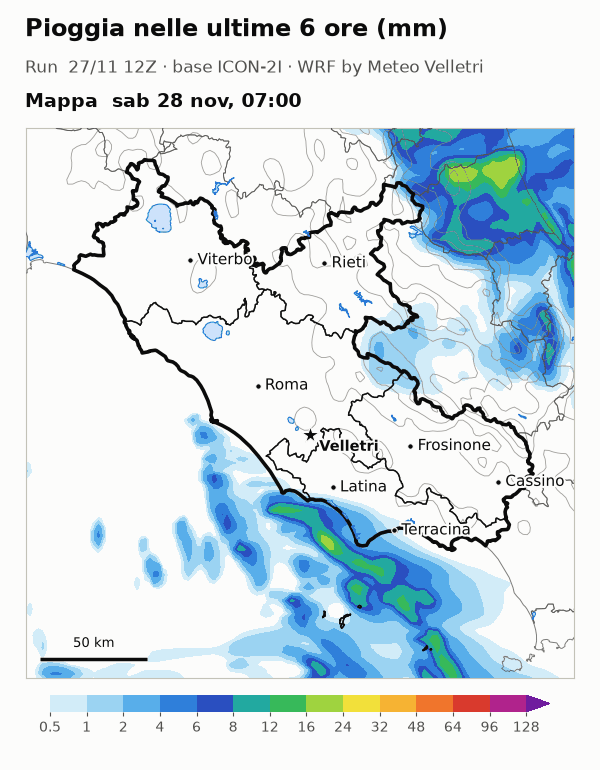 Pioggia nelle ultime 6 ore (mm)
Run  27/11 12Z · base ICON-2I · WRF by Meteo Velletri
Mappa  sab 28 nov, 07:00
Viterbo
Rieti
Roma
Velletri
Frosinone
Cassino
Latina
Terracina
50 km
0.5 1 2 4 6 8 12 16 24 32 48 64 96 128